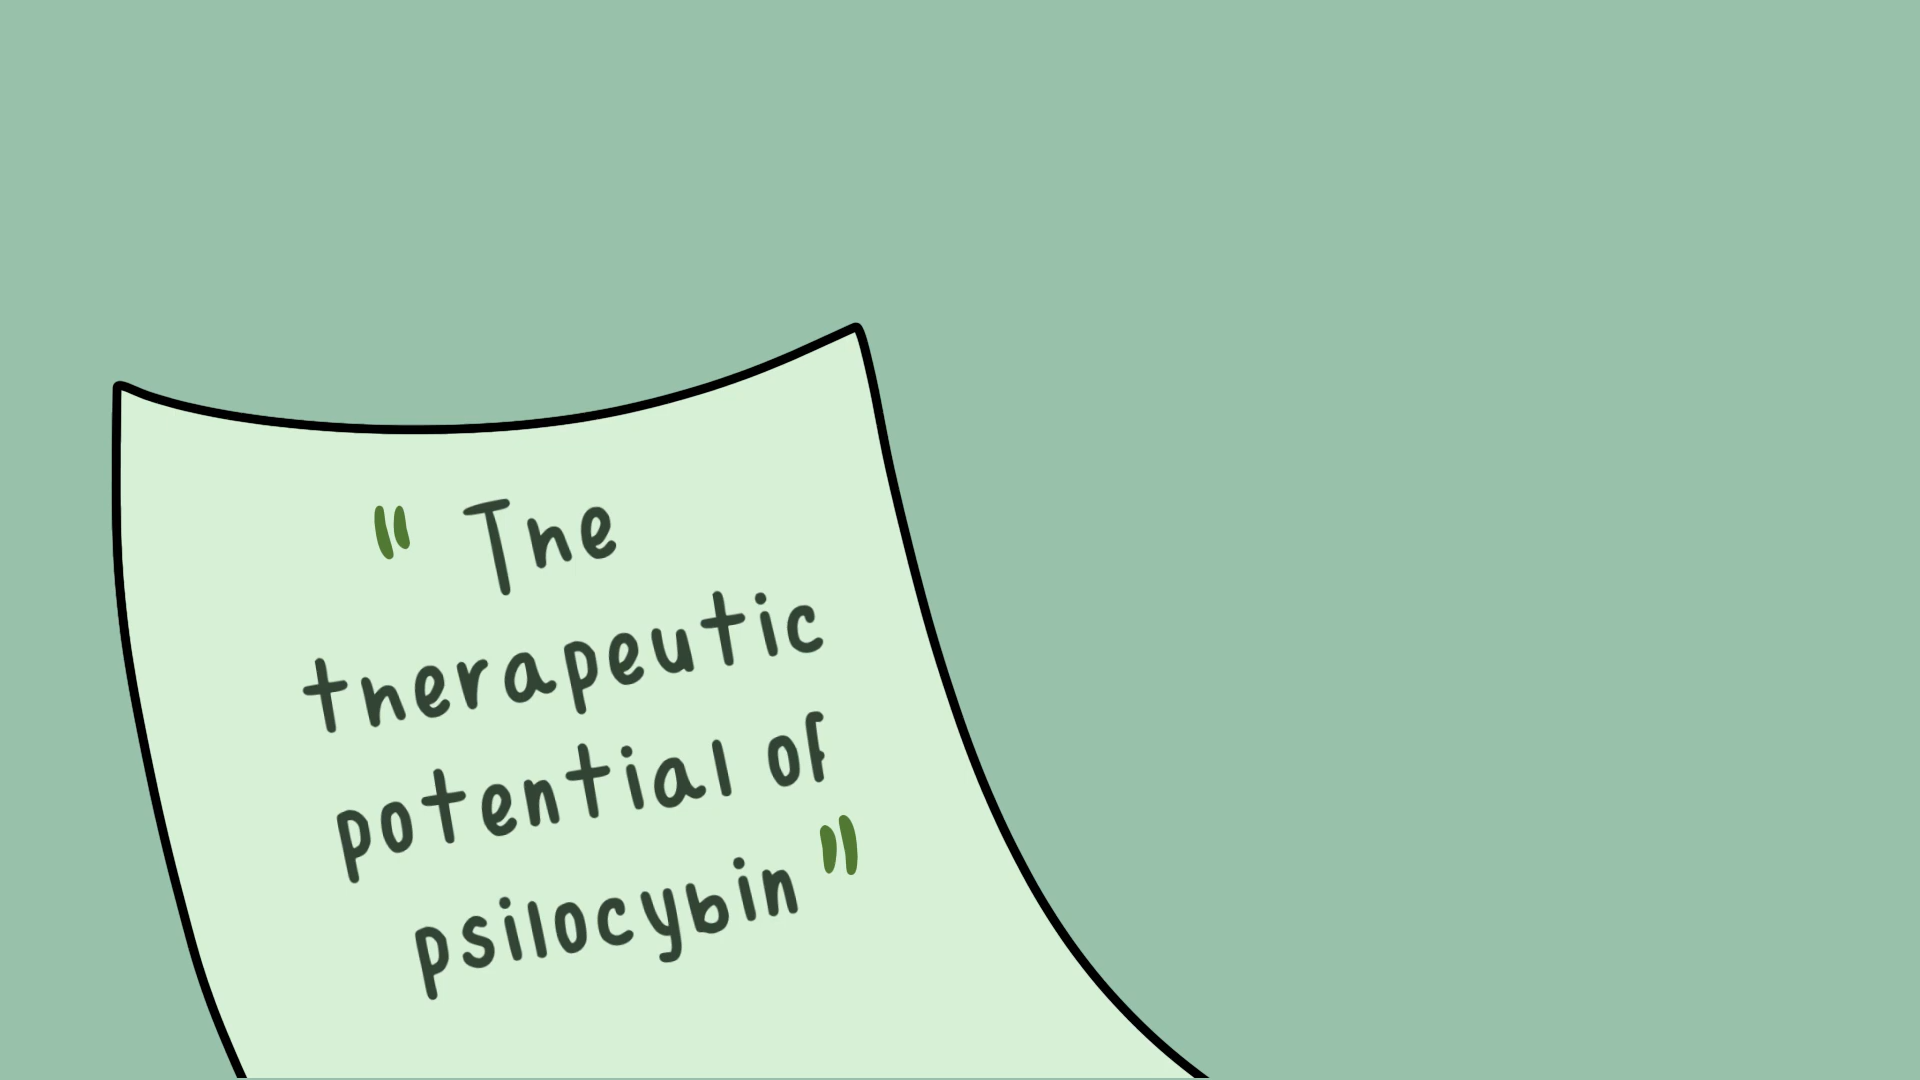 " The
therapeutic
potential of
psilocybin "